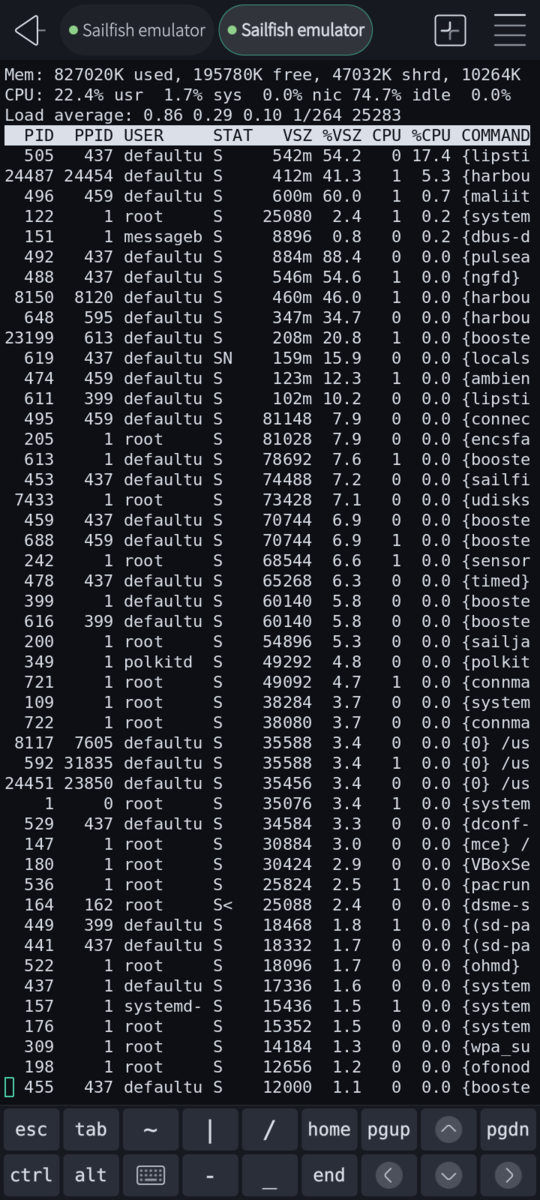 Sailfish emulator Sailfish emulator
Mem: 827020K used, 195780K free, 47032K shrd, 10264K
CPU: 22.4% usr  1.7% sys  0.0% nic 74.7% idle  0.0%
Load average: 0.86 0.29 0.10 1/264 25283
PID PPID USER STAT VSZ %VSZ CPU %CPU COMMAND
505 437 defaultu S 542m 54.2 0 17.4 {lipsti
24487 24454 defaultu S 412m 41.3 1 5.3 {harbou
496 459 defaultu S 600m 60.0 1 0.7 {maliit
122 1 root S 25080 2.4 1 0.2 {system
151 1 messageb S 8896 0.8 0 0.2 {dbus-d
492 437 defaultu S 884m 88.4 0 0.0 {pulsea
488 437 defaultu S 546m 54.6 1 0.0 {ngfd}
8150 8120 defaultu S 460m 46.0 1 0.0 {harbou
648 595 defaultu S 347m 34.7 0 0.0 {harbou
23199 613 defaultu S 208m 20.8 1 0.0 {booste
619 437 defaultu SN 159m 15.9 0 0.0 {locals
474 459 defaultu S 123m 12.3 1 0.0 {ambien
611 399 defaultu S 102m 10.2 0 0.0 {lipsti
495 459 defaultu S 81148 7.9 0 0.0 {connec
205 1 root S 81028 7.9 0 0.0 {encsfa
613 1 defaultu S 78692 7.6 1 0.0 {booste
453 437 defaultu S 74488 7.2 0 0.0 {sailfi
7433 1 root S 73428 7.1 0 0.0 {udisks
459 437 defaultu S 70744 6.9 0 0.0 {booste
688 459 defaultu S 70744 6.9 1 0.0 {booste
242 1 root S 68544 6.6 1 0.0 {sensor
478 437 defaultu S 65268 6.3 0 0.0 {timed}
399 1 defaultu S 60140 5.8 0 0.0 {booste
616 399 defaultu S 60140 5.8 0 0.0 {booste
200 1 root S 54896 5.3 0 0.0 {sailja
349 1 polkitd S 49292 4.8 0 0.0 {polkit
721 1 root S 49092 4.7 1 0.0 {connma
109 1 root S 38284 3.7 0 0.0 {system
722 1 root S 38080 3.7 0 0.0 {connma
8117 7605 defaultu S 35588 3.4 0 0.0 {0} /us
592 31835 defaultu S 35588 3.4 1 0.0 {0} /us
24451 23850 defaultu S 35456 3.4 0 0.0 {0} /us
1 0 root S 35076 3.4 1 0.0 {system
529 437 defaultu S 34584 3.3 0 0.0 {dconf-
147 1 root S 30884 3.0 0 0.0 {mce} /
180 1 root S 30424 2.9 0 0.0 {VBoxSe
536 1 root S 25824 2.5 1 0.0 {pacrun
164 162 root S< 25088 2.4 0 0.0 {dsme-s
449 399 defaultu S 18468 1.8 1 0.0 {(sd-pa
441 437 defaultu S 18332 1.7 0 0.0 {(sd-pa
522 1 root S 18096 1.7 0 0.0 {ohmd}
437 1 defaultu S 17336 1.6 0 0.0 {system
157 1 systemd- S 15436 1.5 1 0.0 {system
176 1 root S 15352 1.5 0 0.0 {system
309 1 root S 14184 1.3 0 0.0 {wpa_su
198 1 root S 12656 1.2 0 0.0 {ofonod
455 437 defaultu S 12000 1.1 0 0.0 {booste
esc tab ~ | / home pgup pgdn
ctrl alt - _ end